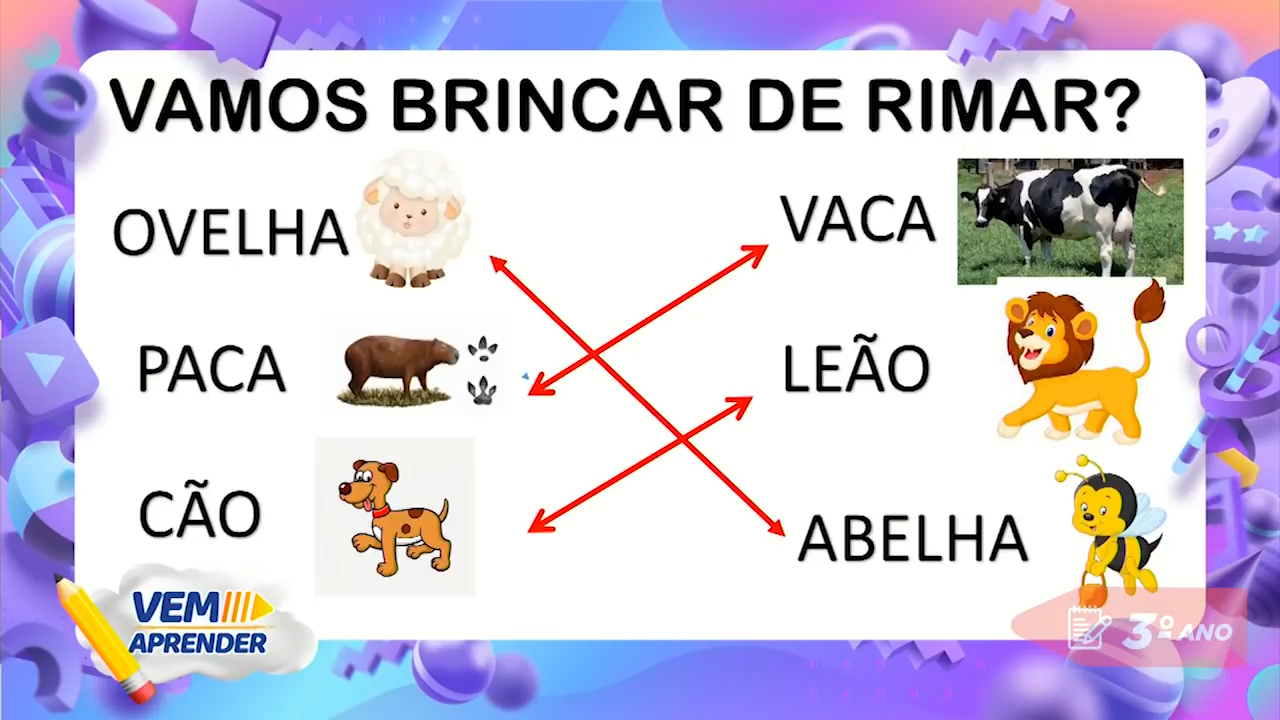 VAMOS BRINCAR DE RIMAR?
OVELHA
VACA
PACA
LEÃO
CÃO
ABELHA
VEM
APRENDER
3º ANO